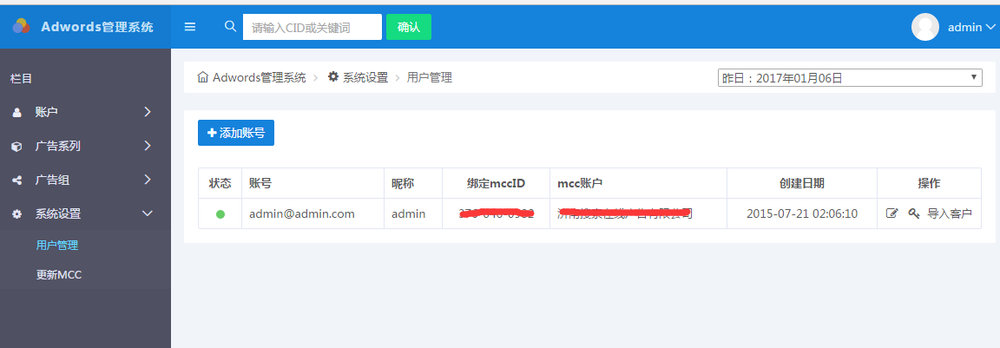 Adwords管理系统
请输入CID或关键词
确认
admin
栏目
账户
广告系列
广告组
系统设置
用户管理
更新MCC
Adwords管理系统 系统设置 用户管理
昨日：2017年01月06日
添加账号
状态 账号 昵称 绑定mccID mcc账户 创建日期 操作
admin@admin.com admin 2015-07-21 02:06:10 导入客户